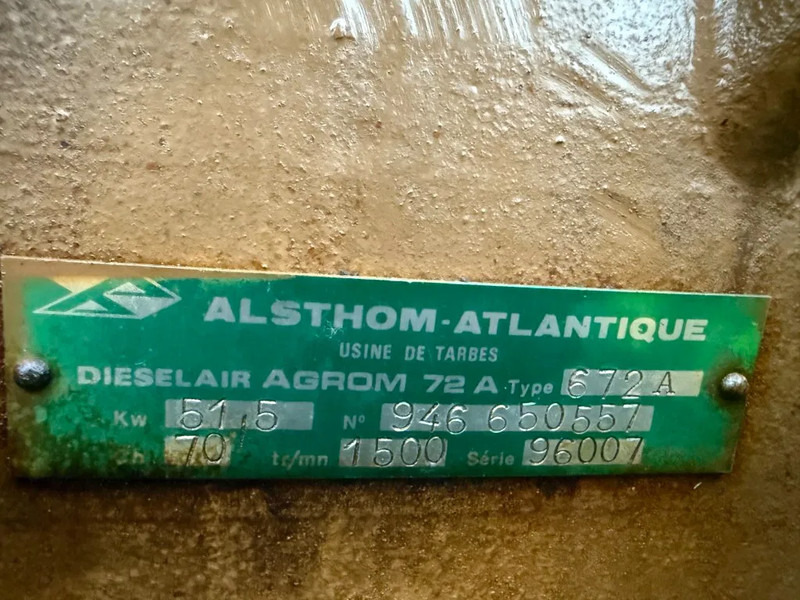 ALSTHOM-ATLANTIQUE
USINE DE TARBES
DIESELAIR AGROM 72 A Type 672 A
Kw 51,5 N° 946 650557
Ch 70 tr/mn 1500 Série 96007